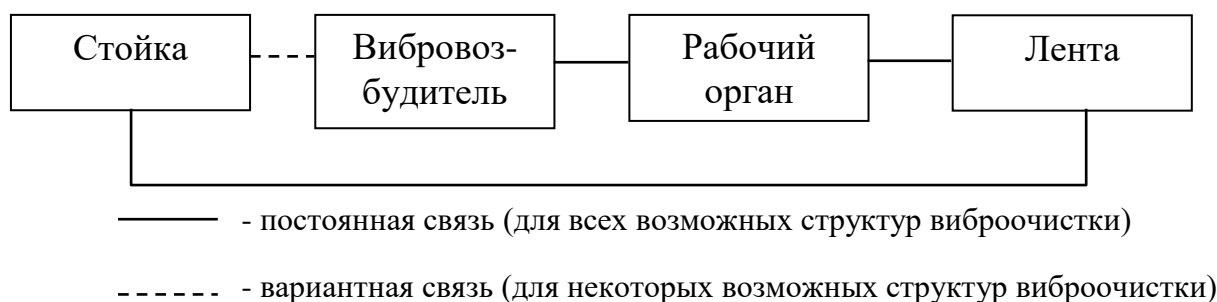 Стойка
Вибровоз-
будитель
Рабочий
орган
Лента
- постоянная связь (для всех возможных структур виброочистки)
- вариантная связь (для некоторых возможных структур виброочистки)